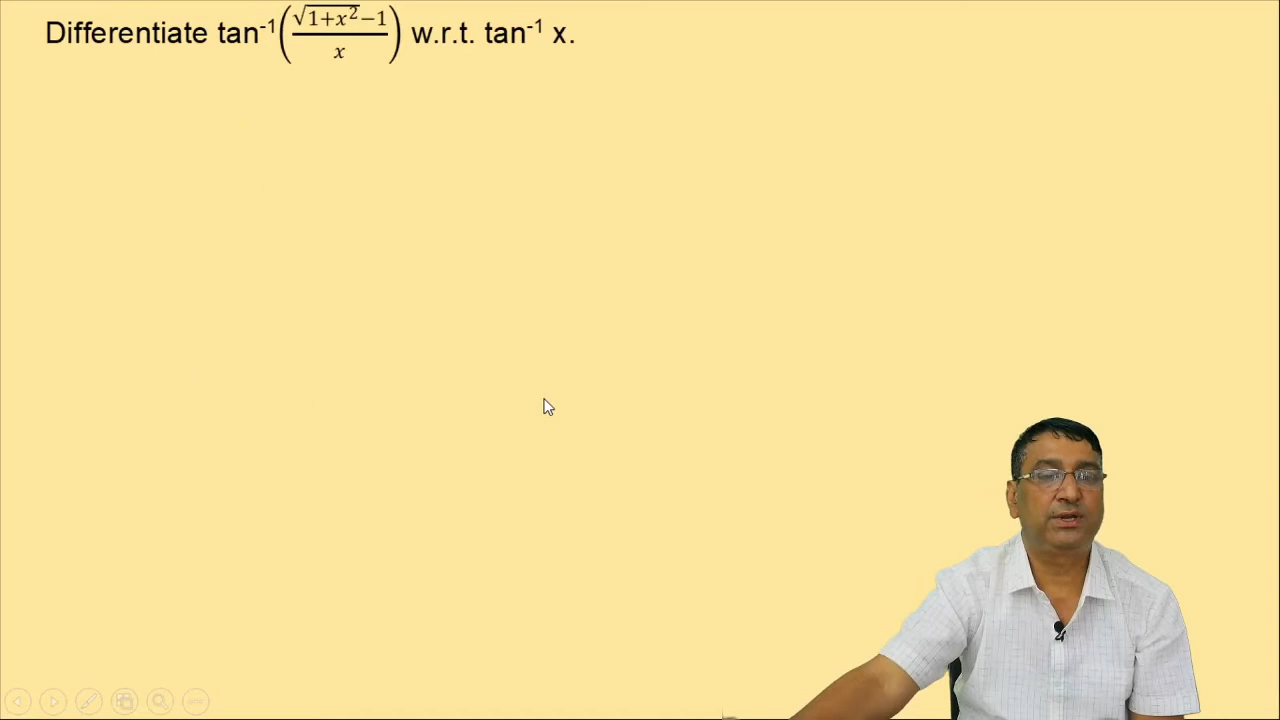 Differentiate tan⁻¹(√(1+x²)−1 / x) w.r.t. tan⁻¹ x.